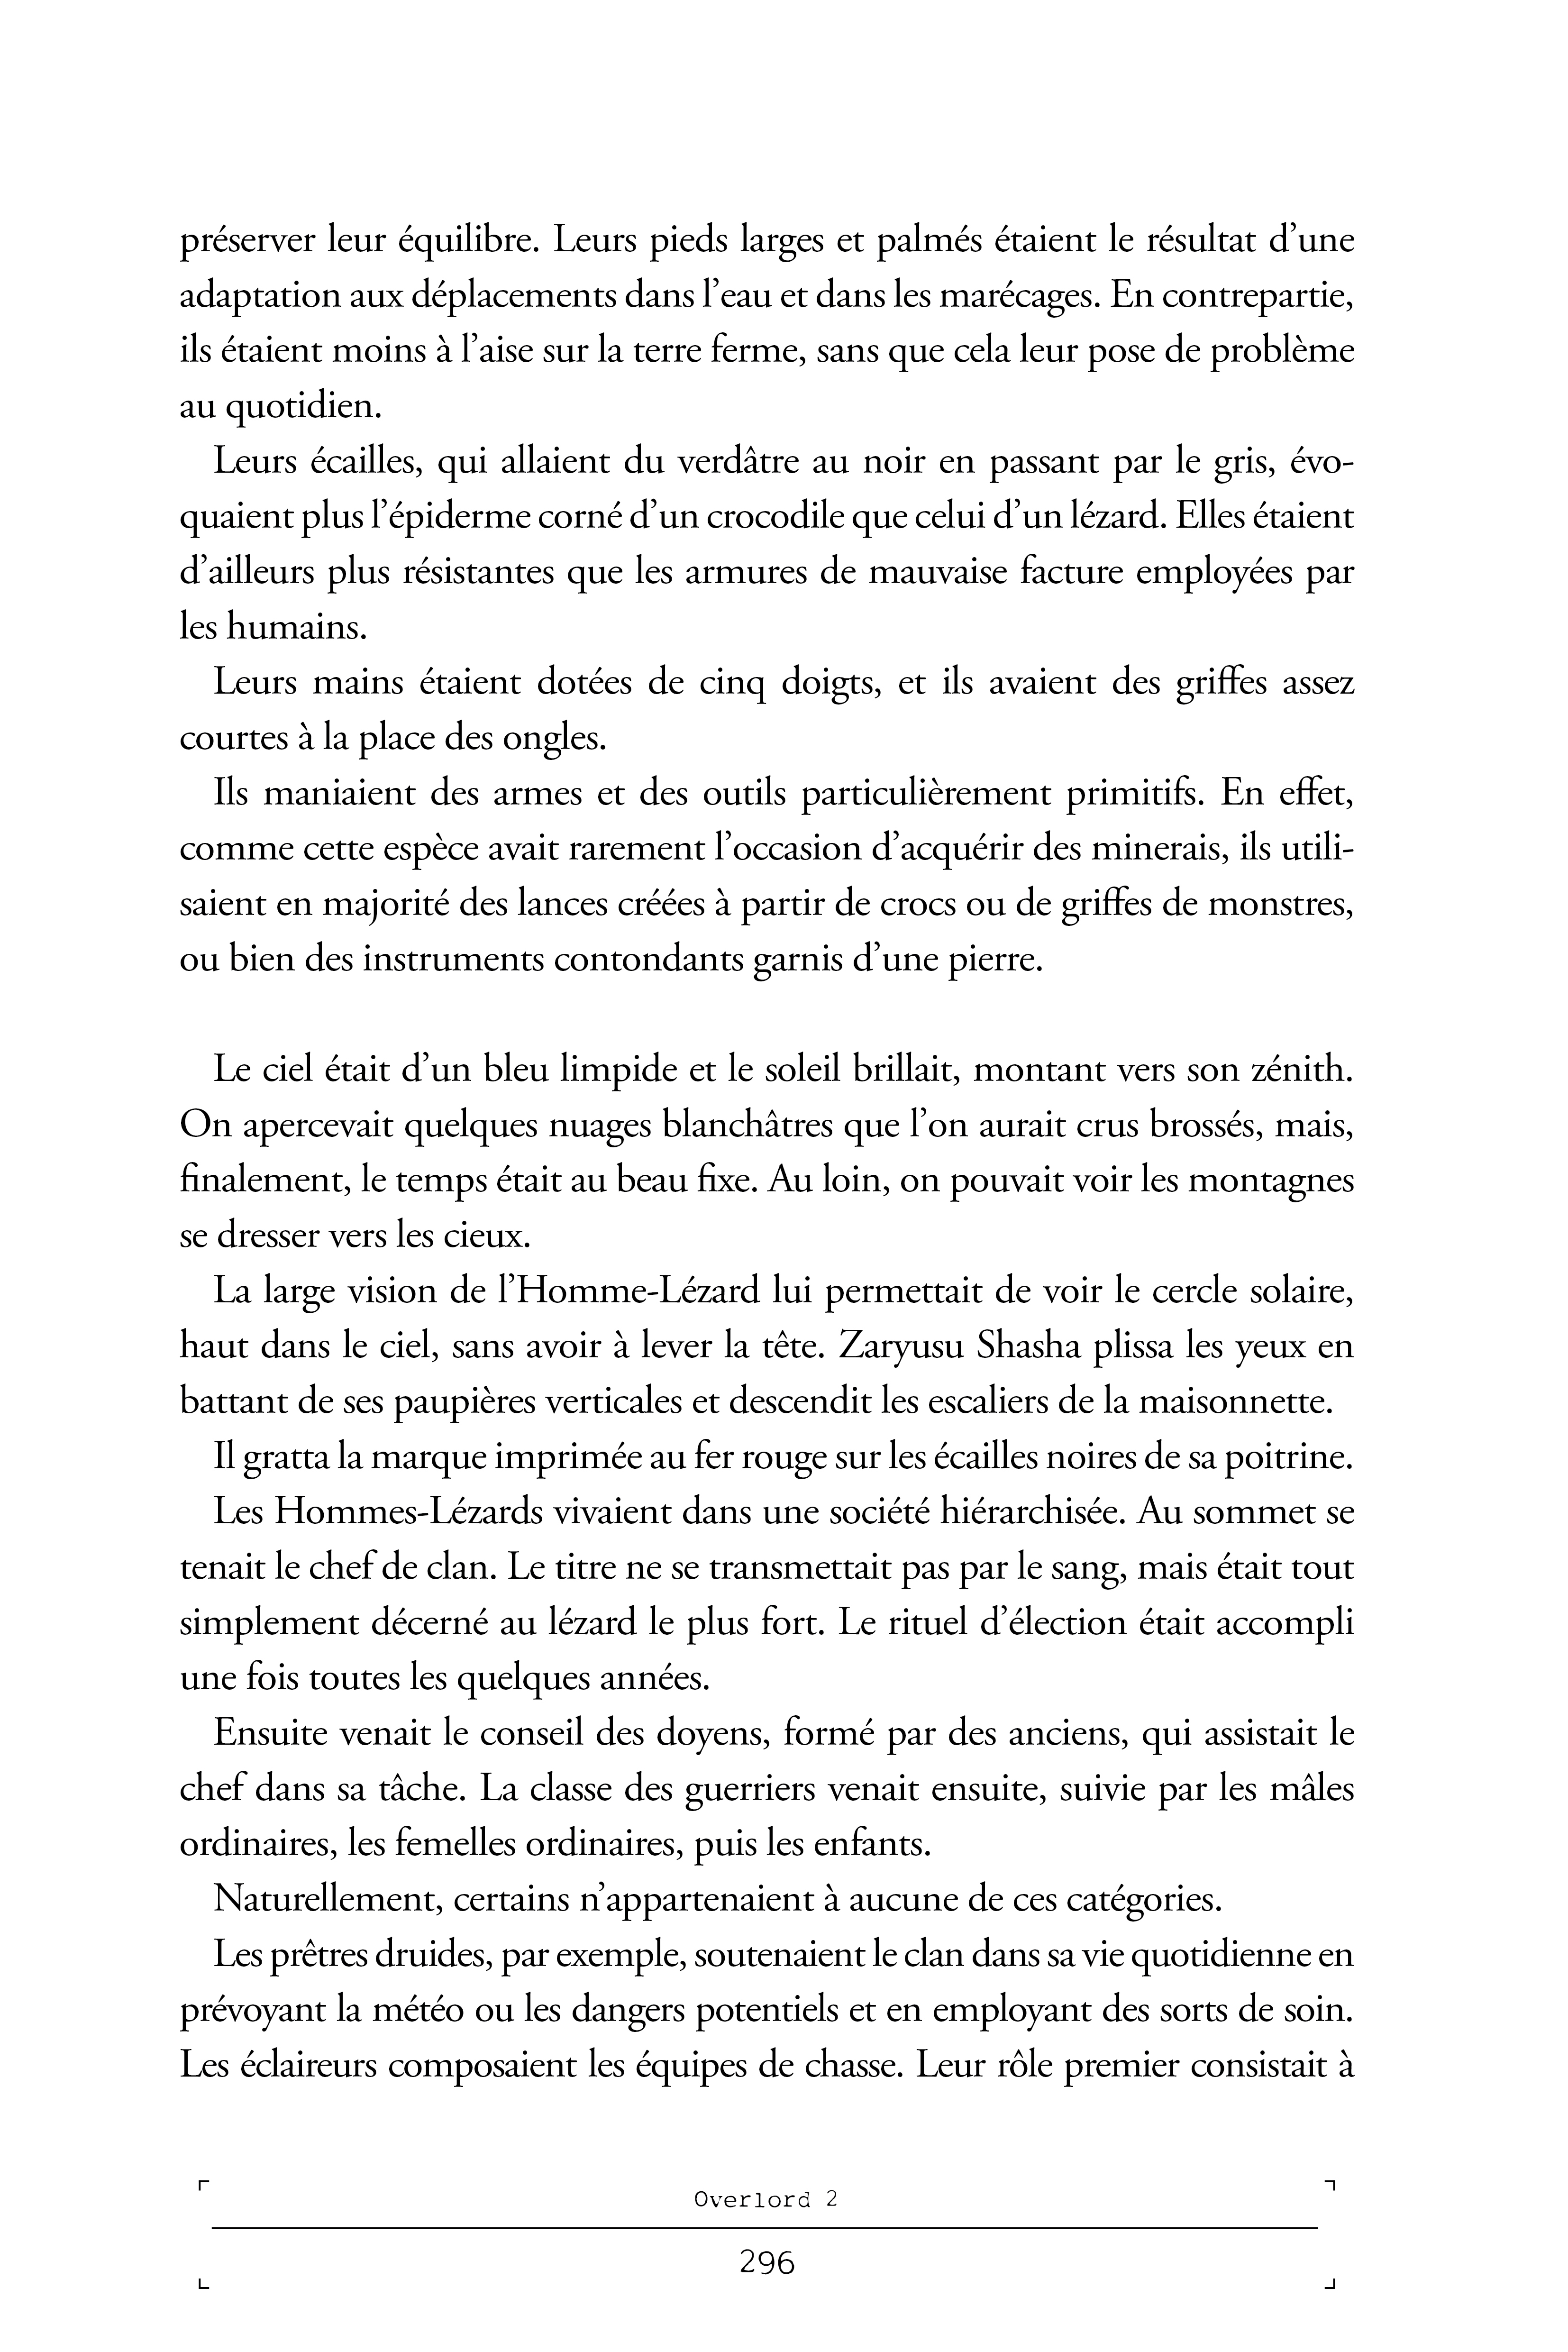 préserver leur équilibre. Leurs pieds larges et palmés étaient le résultat d’une
adaptation aux déplacements dans l’eau et dans les marécages. En contrepartie,
ils étaient moins à l’aise sur la terre ferme, sans que cela leur pose de problème
au quotidien.
Leurs écailles, qui allaient du verdâtre au noir en passant par le gris, évo-
quaient plus l’épiderme corné d’un crocodile que celui d’un lézard. Elles étaient
d’ailleurs plus résistantes que les armures de mauvaise facture employées par
les humains.
Leurs mains étaient dotées de cinq doigts, et ils avaient des griffes assez
courtes à la place des ongles.
Ils maniaient des armes et des outils particulièrement primitifs. En effet,
comme cette espèce avait rarement l’occasion d’acquérir des minerais, ils utili-
saient en majorité des lances créées à partir de crocs ou de griffes de monstres,
ou bien des instruments contondants garnis d’une pierre.
Le ciel était d’un bleu limpide et le soleil brillait, montant vers son zénith.
On apercevait quelques nuages blanchâtres que l’on aurait crus brossés, mais,
finalement, le temps était au beau fixe. Au loin, on pouvait voir les montagnes
se dresser vers les cieux.
La large vision de l’Homme-Lézard lui permettait de voir le cercle solaire,
haut dans le ciel, sans avoir à lever la tête. Zaryusu Shasha plissa les yeux en
battant de ses paupières verticales et descendit les escaliers de la maisonnette.
Il gratta la marque imprimée au fer rouge sur les écailles noires de sa poitrine.
Les Hommes-Lézards vivaient dans une société hiérarchisée. Au sommet se
tenait le chef de clan. Le titre ne se transmettait pas par le sang, mais était tout
simplement décerné au lézard le plus fort. Le rituel d’élection était accompli
une fois toutes les quelques années.
Ensuite venait le conseil des doyens, formé par des anciens, qui assistait le
chef dans sa tâche. La classe des guerriers venait ensuite, suivie par les mâles
ordinaires, les femelles ordinaires, puis les enfants.
Naturellement, certains n’appartenaient à aucune de ces catégories.
Les prêtres druides, par exemple, soutenaient le clan dans sa vie quotidienne en
prévoyant la météo ou les dangers potentiels et en employant des sorts de soin.
Les éclaireurs composaient les équipes de chasse. Leur rôle premier consistait à
Overlord 2
296